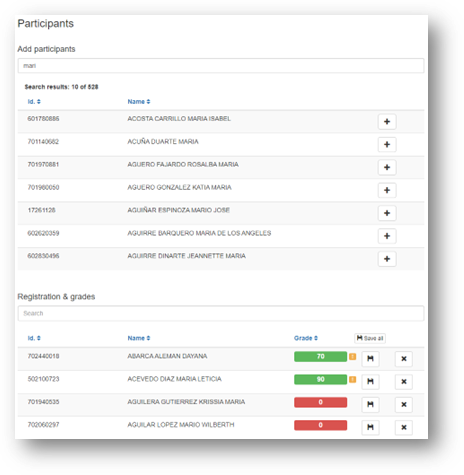 Participants
Add participants
mari
Search results: 10 of 528
Id. Name
601780886 ACOSTA CARRILLO MARIA ISABEL
701140682 ACUÑA DUARTE MARIA
701970881 AGUERO FAJARDO ROSALBA MARIA
701980050 AGUERO GONZALEZ KATIA MARIA
17261128 AGUIÑAR ESPINOZA MARIO JOSE
602620359 AGUIRRE BARQUERO MARIA DE LOS ANGELES
602830496 AGUIRRE DINARTE JEANNETTE MARIA
Registration & grades
Search
Id. Name Grade Save all
702440018 ABARCA ALEMAN DAYANA 70
502100723 ACEVEDO DIAZ MARIA LETICIA 90
701940535 AGUILERA GUTIERREZ KRISSIA MARIA 0
702060297 AGUILAR LOPEZ MARIO WILBERTH 0